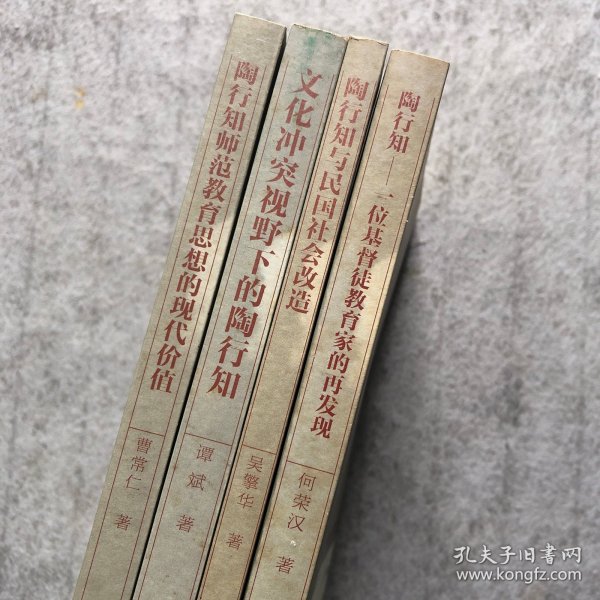 陶行知师范教育思想的现代价值
曹常仁 著
文化冲突视野下的陶行知
谭斌 著
陶行知与民国社会改造
吴擎华 著
陶行知——一位基督徒教育家的再发现
何荣汉 著
孔夫子旧书网
www.kongfz.com